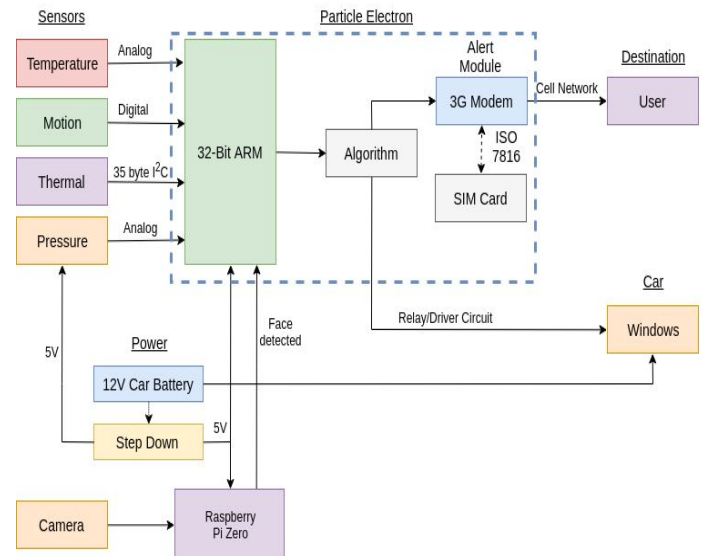 Sensors
Particle Electron
Temperature
Analog
Alert
Module
Destination
Motion
Digital
3G Modem
Cell Network
User
32-Bit ARM
Algorithm
ISO
7816
Thermal
35 byte I²C
SIM Card
Pressure
Analog
Car
5V
Power
Face
detected
Relay/Driver Circuit
Windows
12V Car Battery
Step Down
5V
Camera
Raspberry
Pi Zero